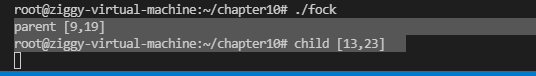 root@ziggy-virtual-machine:~/chapter10# ./fock
parent [9,19]
root@ziggy-virtual-machine:~/chapter10# child [13,23]